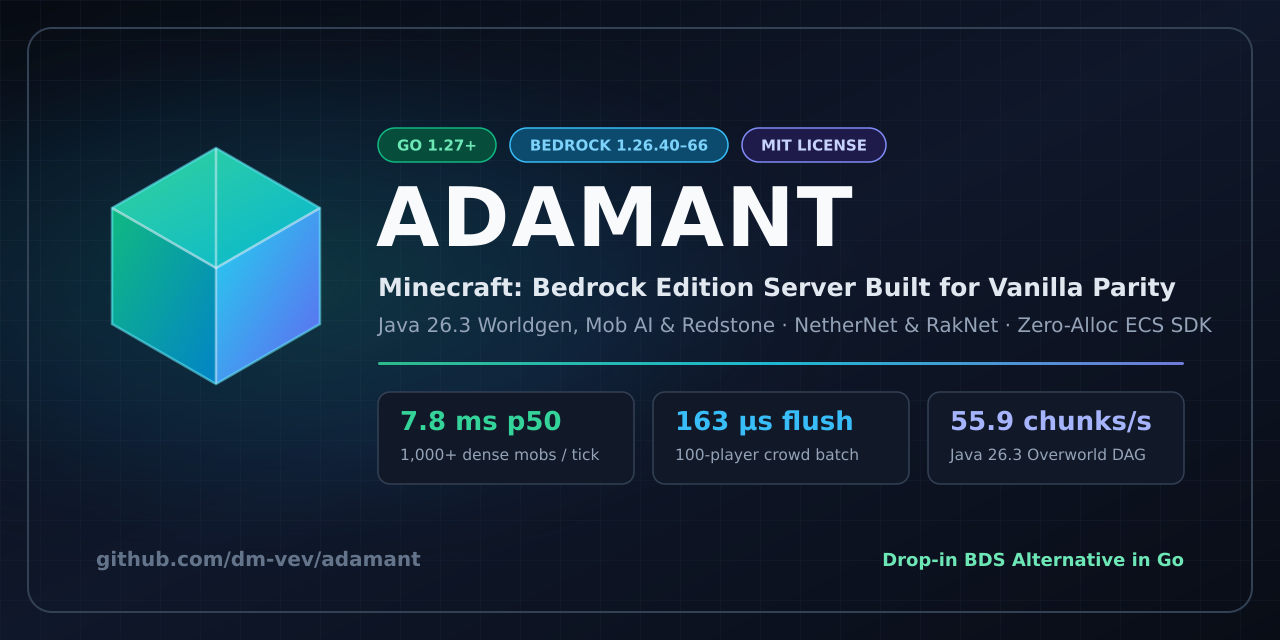 GO 1.27+
BEDROCK 1.26.40–66
MIT LICENSE
ADAMANT
Minecraft: Bedrock Edition Server Built for Vanilla Parity
Java 26.3 Worldgen, Mob AI & Redstone · NetherNet & RakNet · Zero-Alloc ECS SDK
7.8 ms p50
1,000+ dense mobs / tick
163 µs flush
100-player crowd batch
55.9 chunks/s
Java 26.3 Overworld DAG
github.com/dm-vev/adamant
Drop-in BDS Alternative in Go